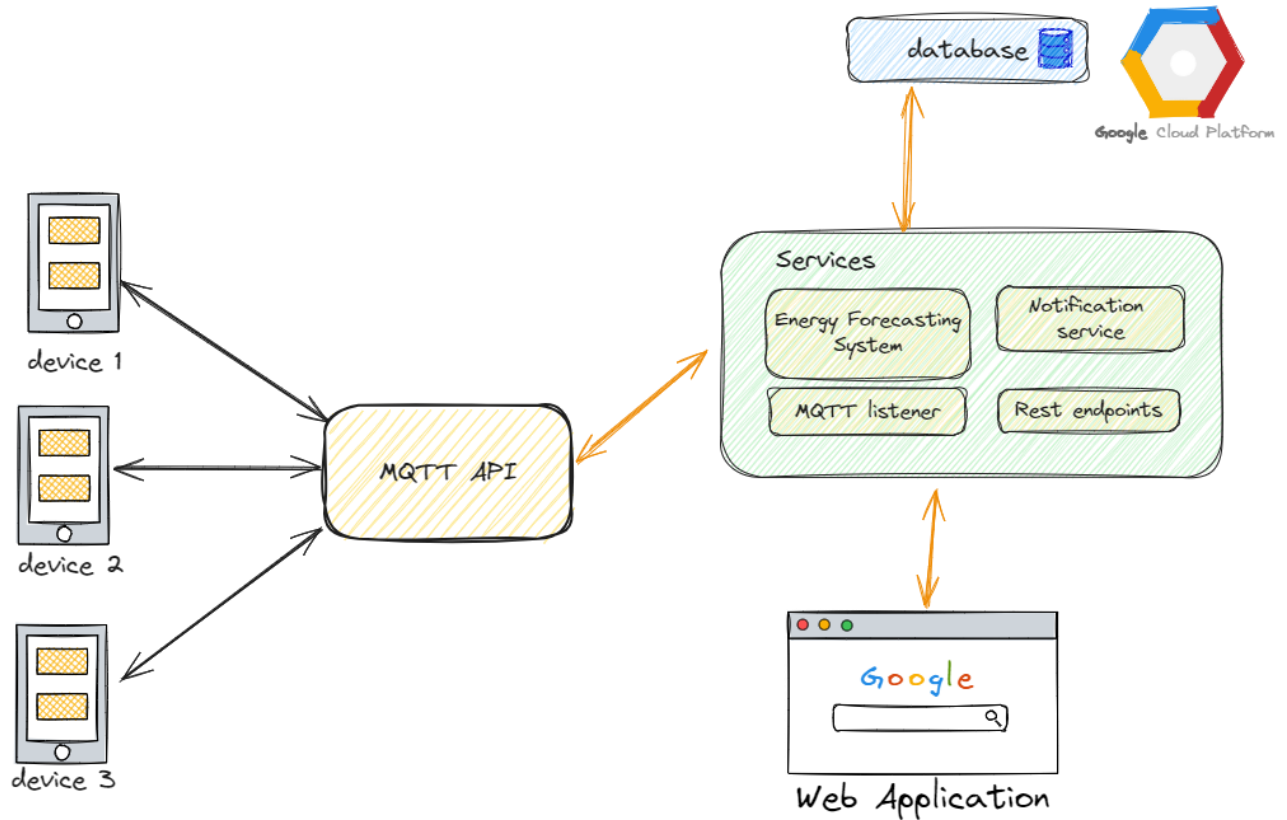 database
Google Cloud Platform
device 1
Services
Energy Forecasting
System
Notification
service
MQTT listener
Rest endpoints
MQTT API
device 2
Google
device 3
Web Application